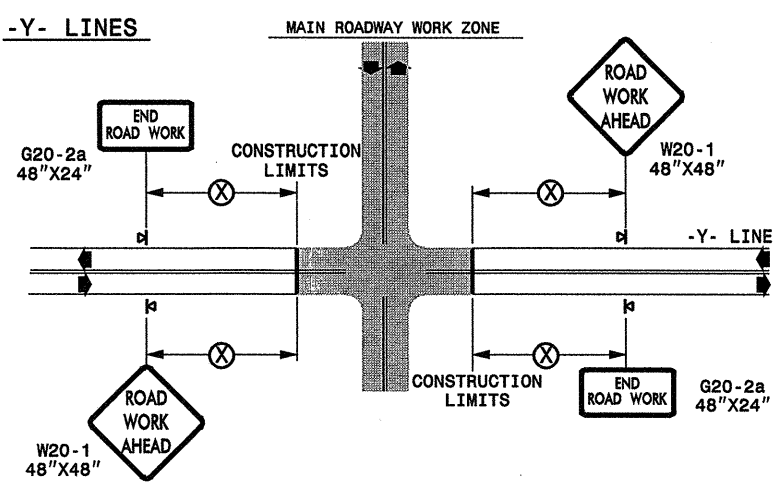 -Y- LINES
MAIN ROADWAY WORK ZONE
END
ROAD WORK
G20-2a
48"X24"
CONSTRUCTION
LIMITS
X
X
ROAD
WORK
AHEAD
W20-1
48"X48"
-Y- LINE
X
X
ROAD
WORK
AHEAD
W20-1
48"X48"
CONSTRUCTION
LIMITS
END
ROAD WORK
G20-2a
48"X24"